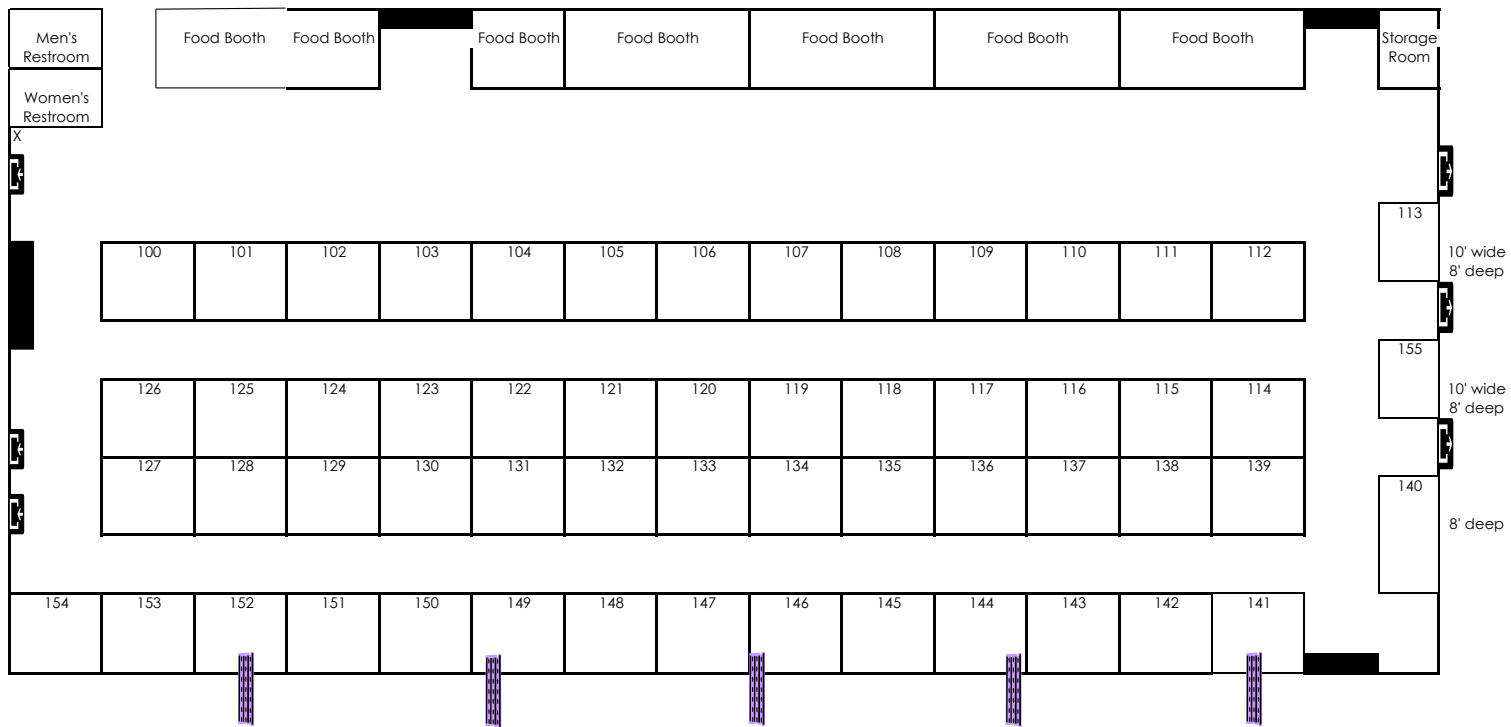 Men's
Restroom
Food Booth
Food Booth
Food Booth
Food Booth
Food Booth
Food Booth
Food Booth
Storage
Room
Women's
Restroom
X
113
100
101
102
103
104
105
106
107
108
109
110
111
112
10' wide
8' deep
155
126
125
124
123
122
121
120
119
118
117
116
115
114
10' wide
8' deep
127
128
129
130
131
132
133
134
135
136
137
138
139
140
8' deep
154
153
152
151
150
149
148
147
146
145
144
143
142
141